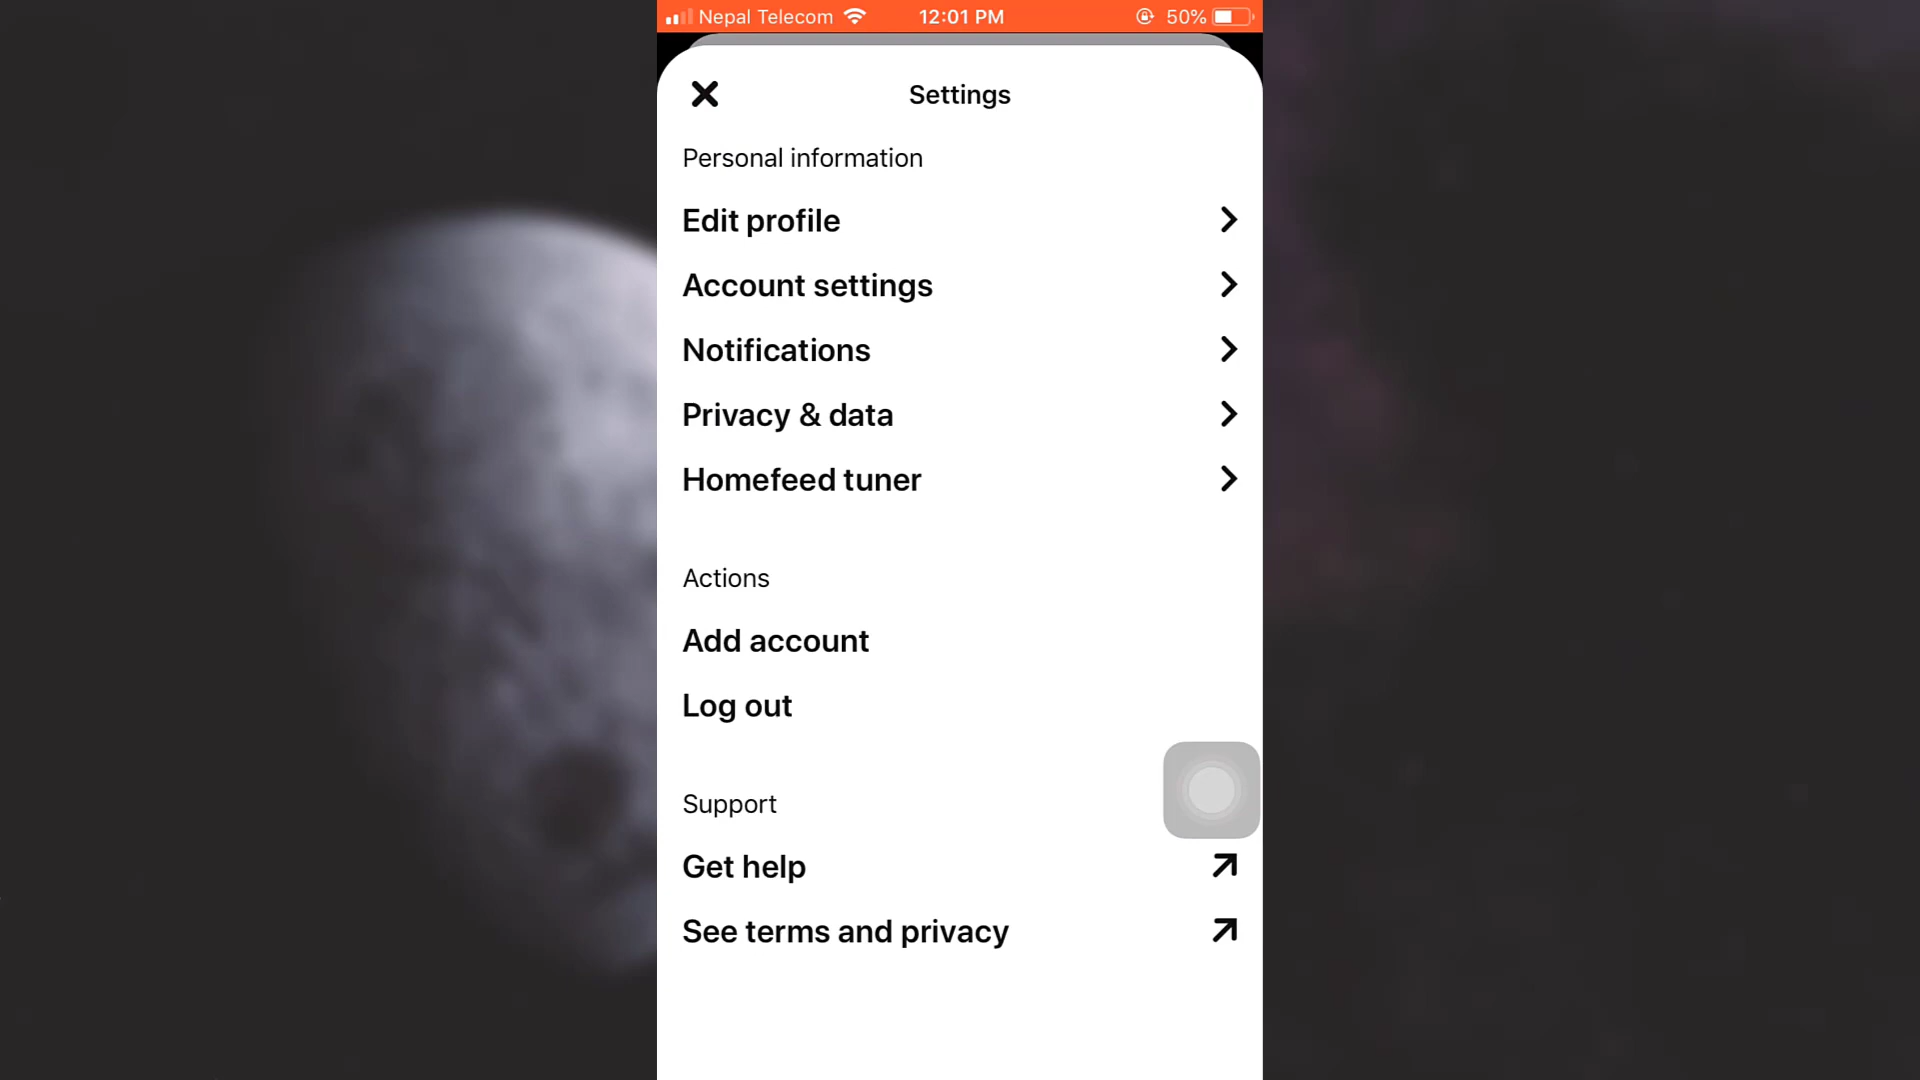 Nepal Telecom 12:01 PM 50%
Settings
Personal information
Edit profile
Account settings
Notifications
Privacy & data
Homefeed tuner
Actions
Add account
Log out
Support
Get help
See terms and privacy